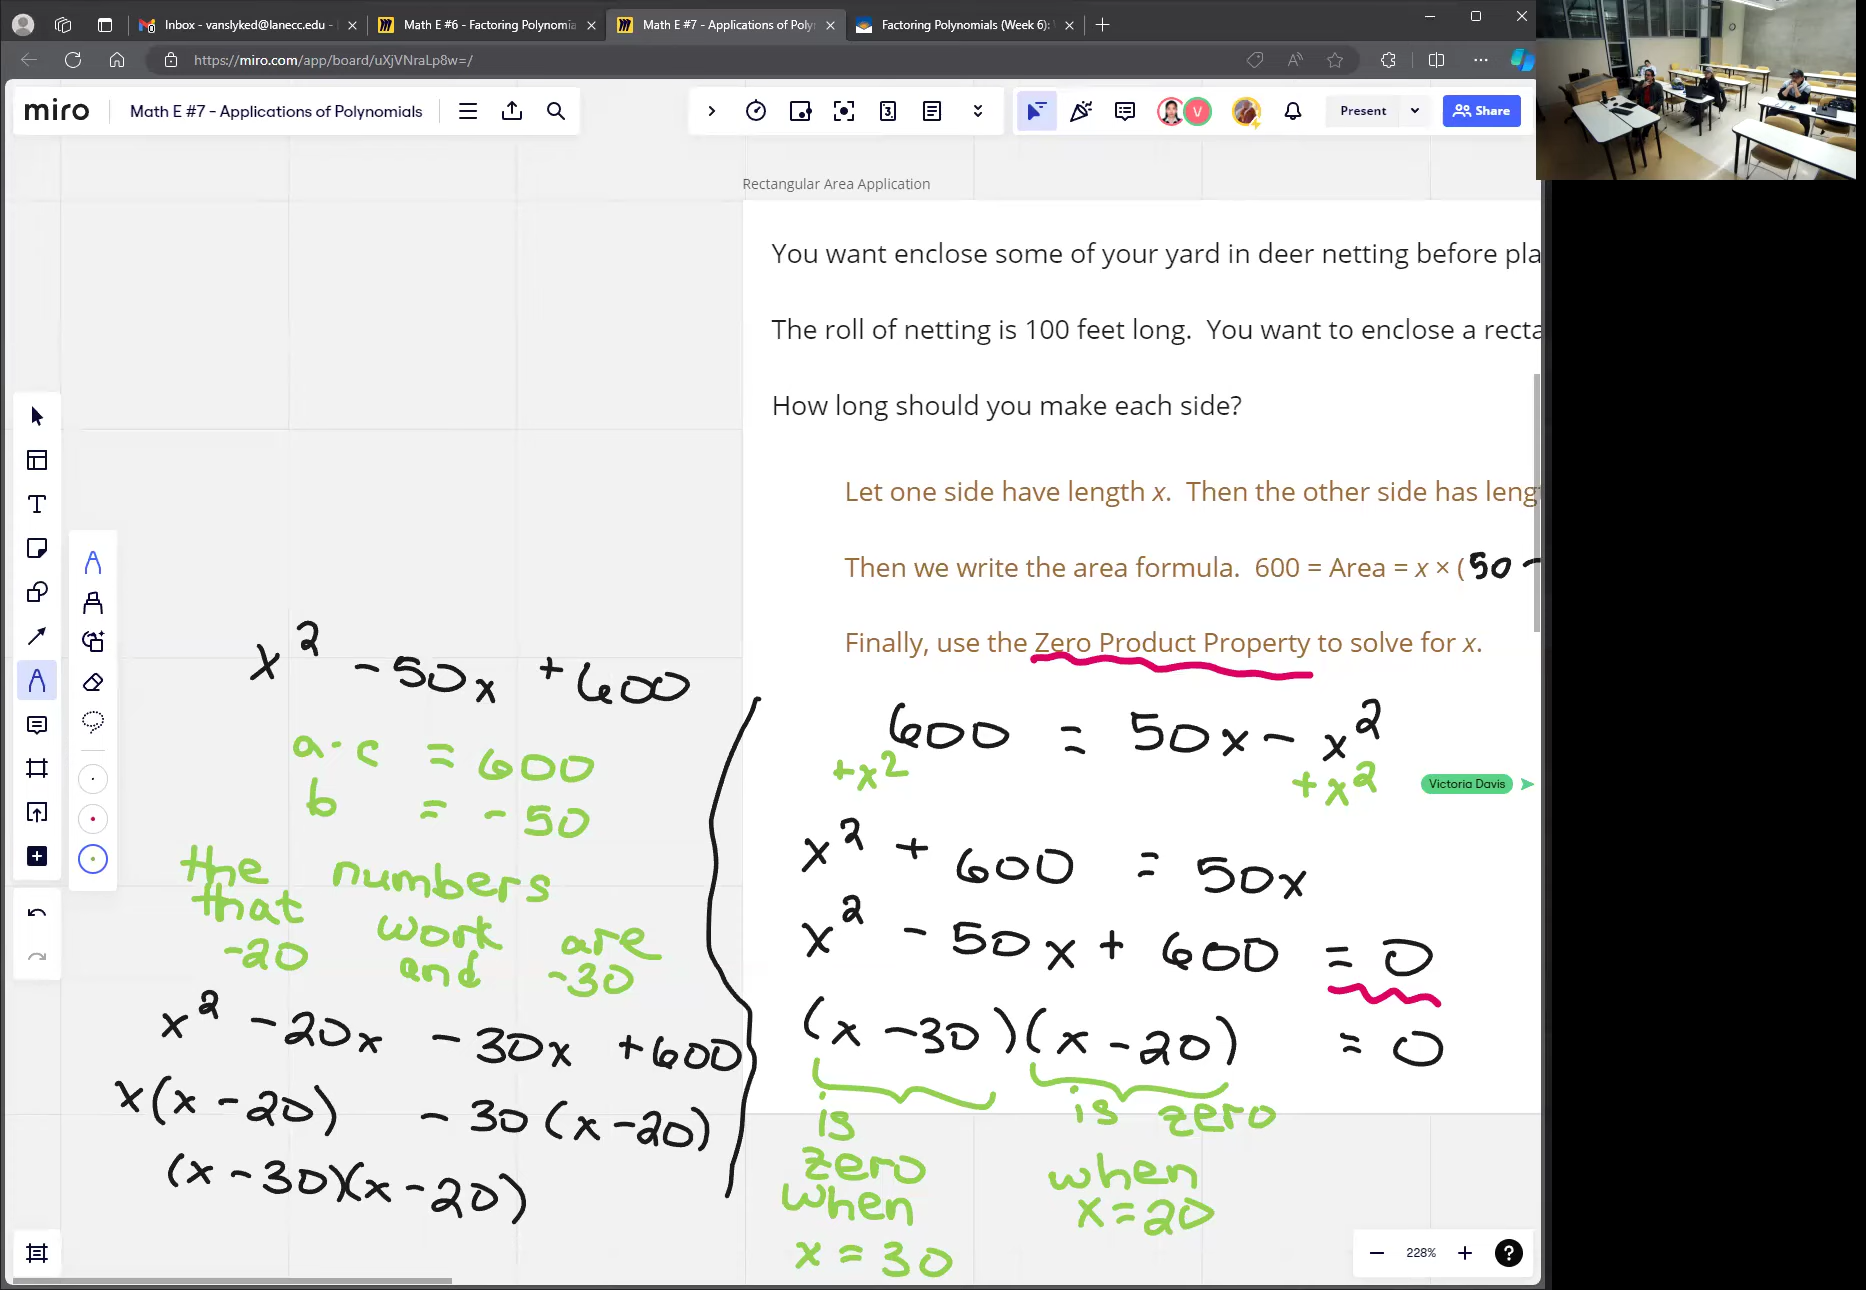 Inbox - vanslyked@lanecc.edu -
Math E #6 - Factoring Polynomia
Math E #7 - Applications of Poly
Factoring Polynomials (Week 6):
https://miro.com/app/board/uXjVNraLp8w=/
miro
Math E #7 - Applications of Polynomials
3
V
Present
Share
Rectangular Area Application
You want enclose some of your yard in deer netting before pla
The roll of netting is 100 feet long. You want to enclose a recta
How long should you make each side?
Let one side have length x. Then the other side has leng
Then we write the area formula. 600 = Area = x × (50 -
Finally, use the Zero Product Property to solve for x.
x² - 50x + 600
a·c = 600
b = -50
the numbers
that work are
-20 and -30
x² - 20x - 30x + 600
x(x - 20) - 30(x - 20)
(x - 30)(x - 20)
600 = 50x - x²
+x² +x²
Victoria Davis
x² + 600 = 50x
x² - 50x + 600 = 0
(x - 30)(x - 20) = 0
is
zero
when
x = 30
is zero
when
x = 20
228%
?